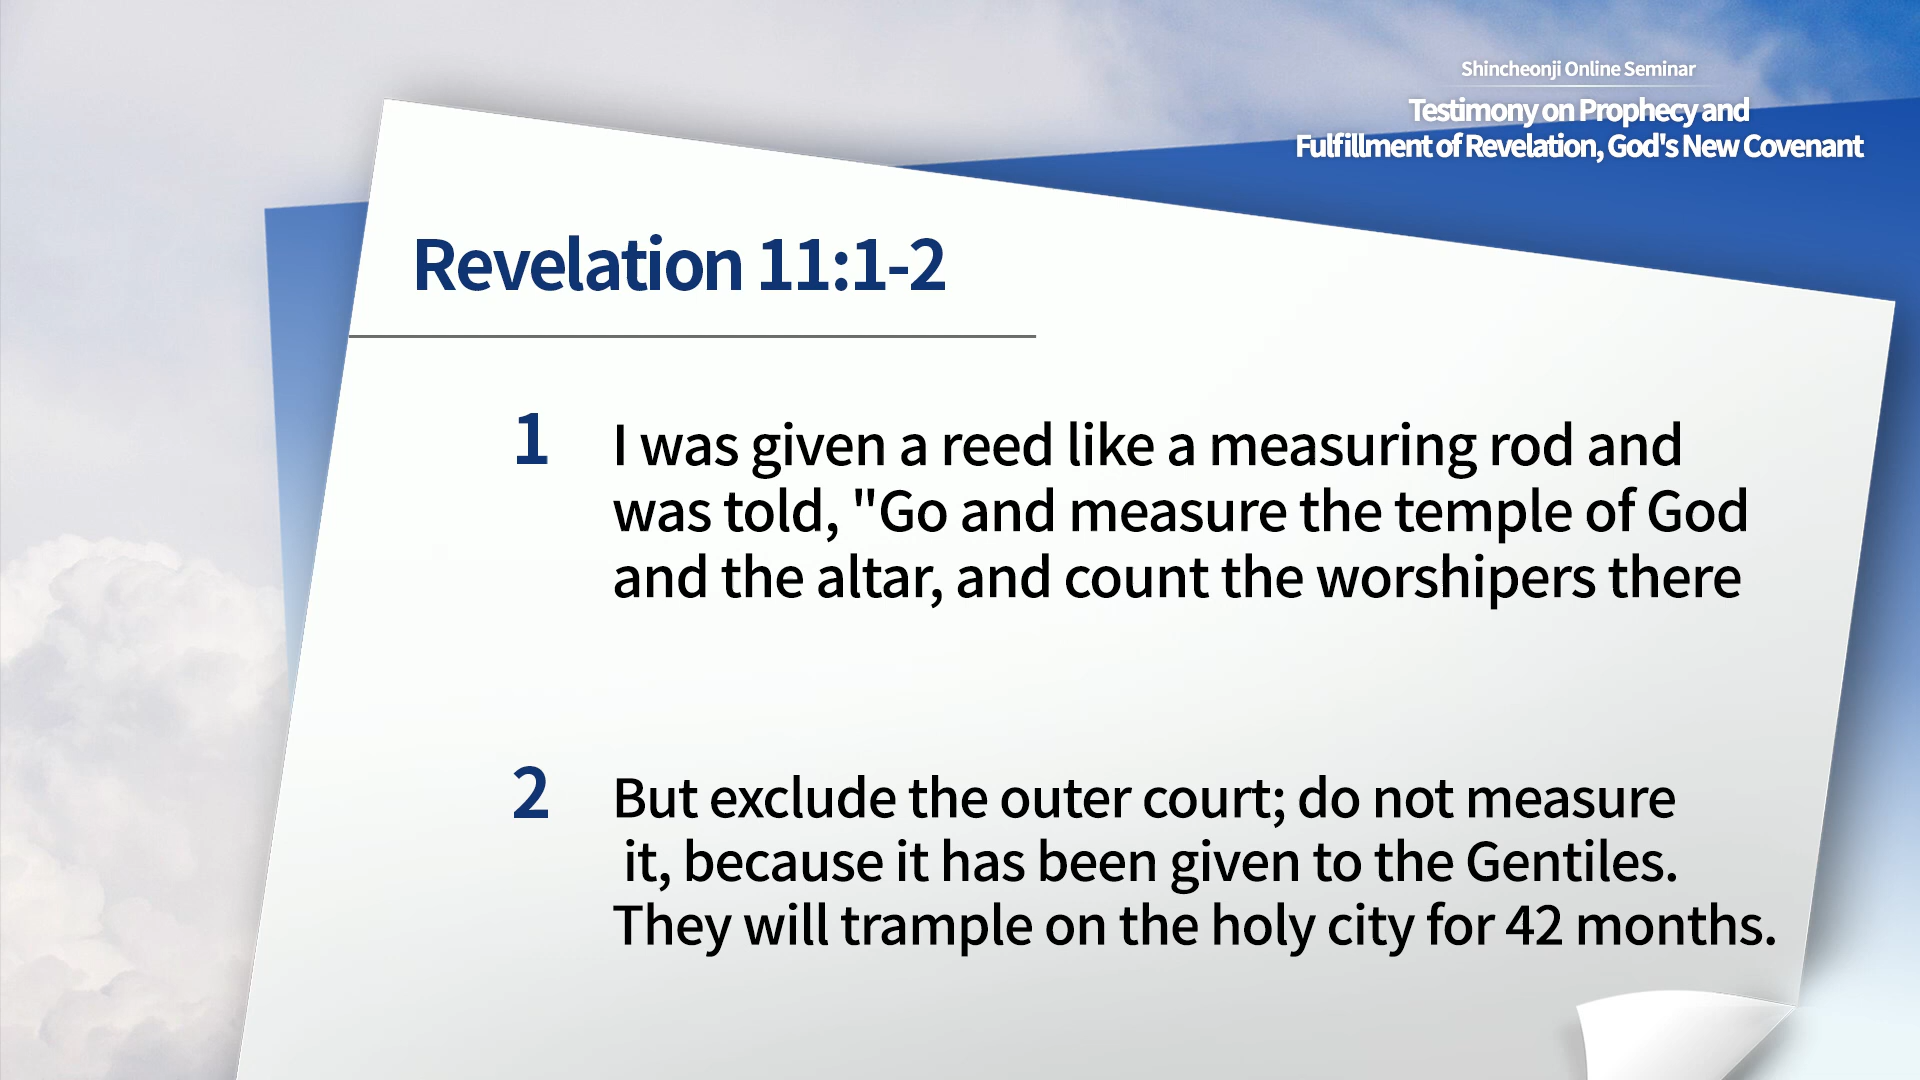 Shincheonji Online Seminar
Testimony on Prophecy and
Fulfillment of Revelation, God's New Covenant
Revelation 11:1-2
1 I was given a reed like a measuring rod and
was told, "Go and measure the temple of God
and the altar, and count the worshipers there
2 But exclude the outer court; do not measure
it, because it has been given to the Gentiles.
They will trample on the holy city for 42 months.